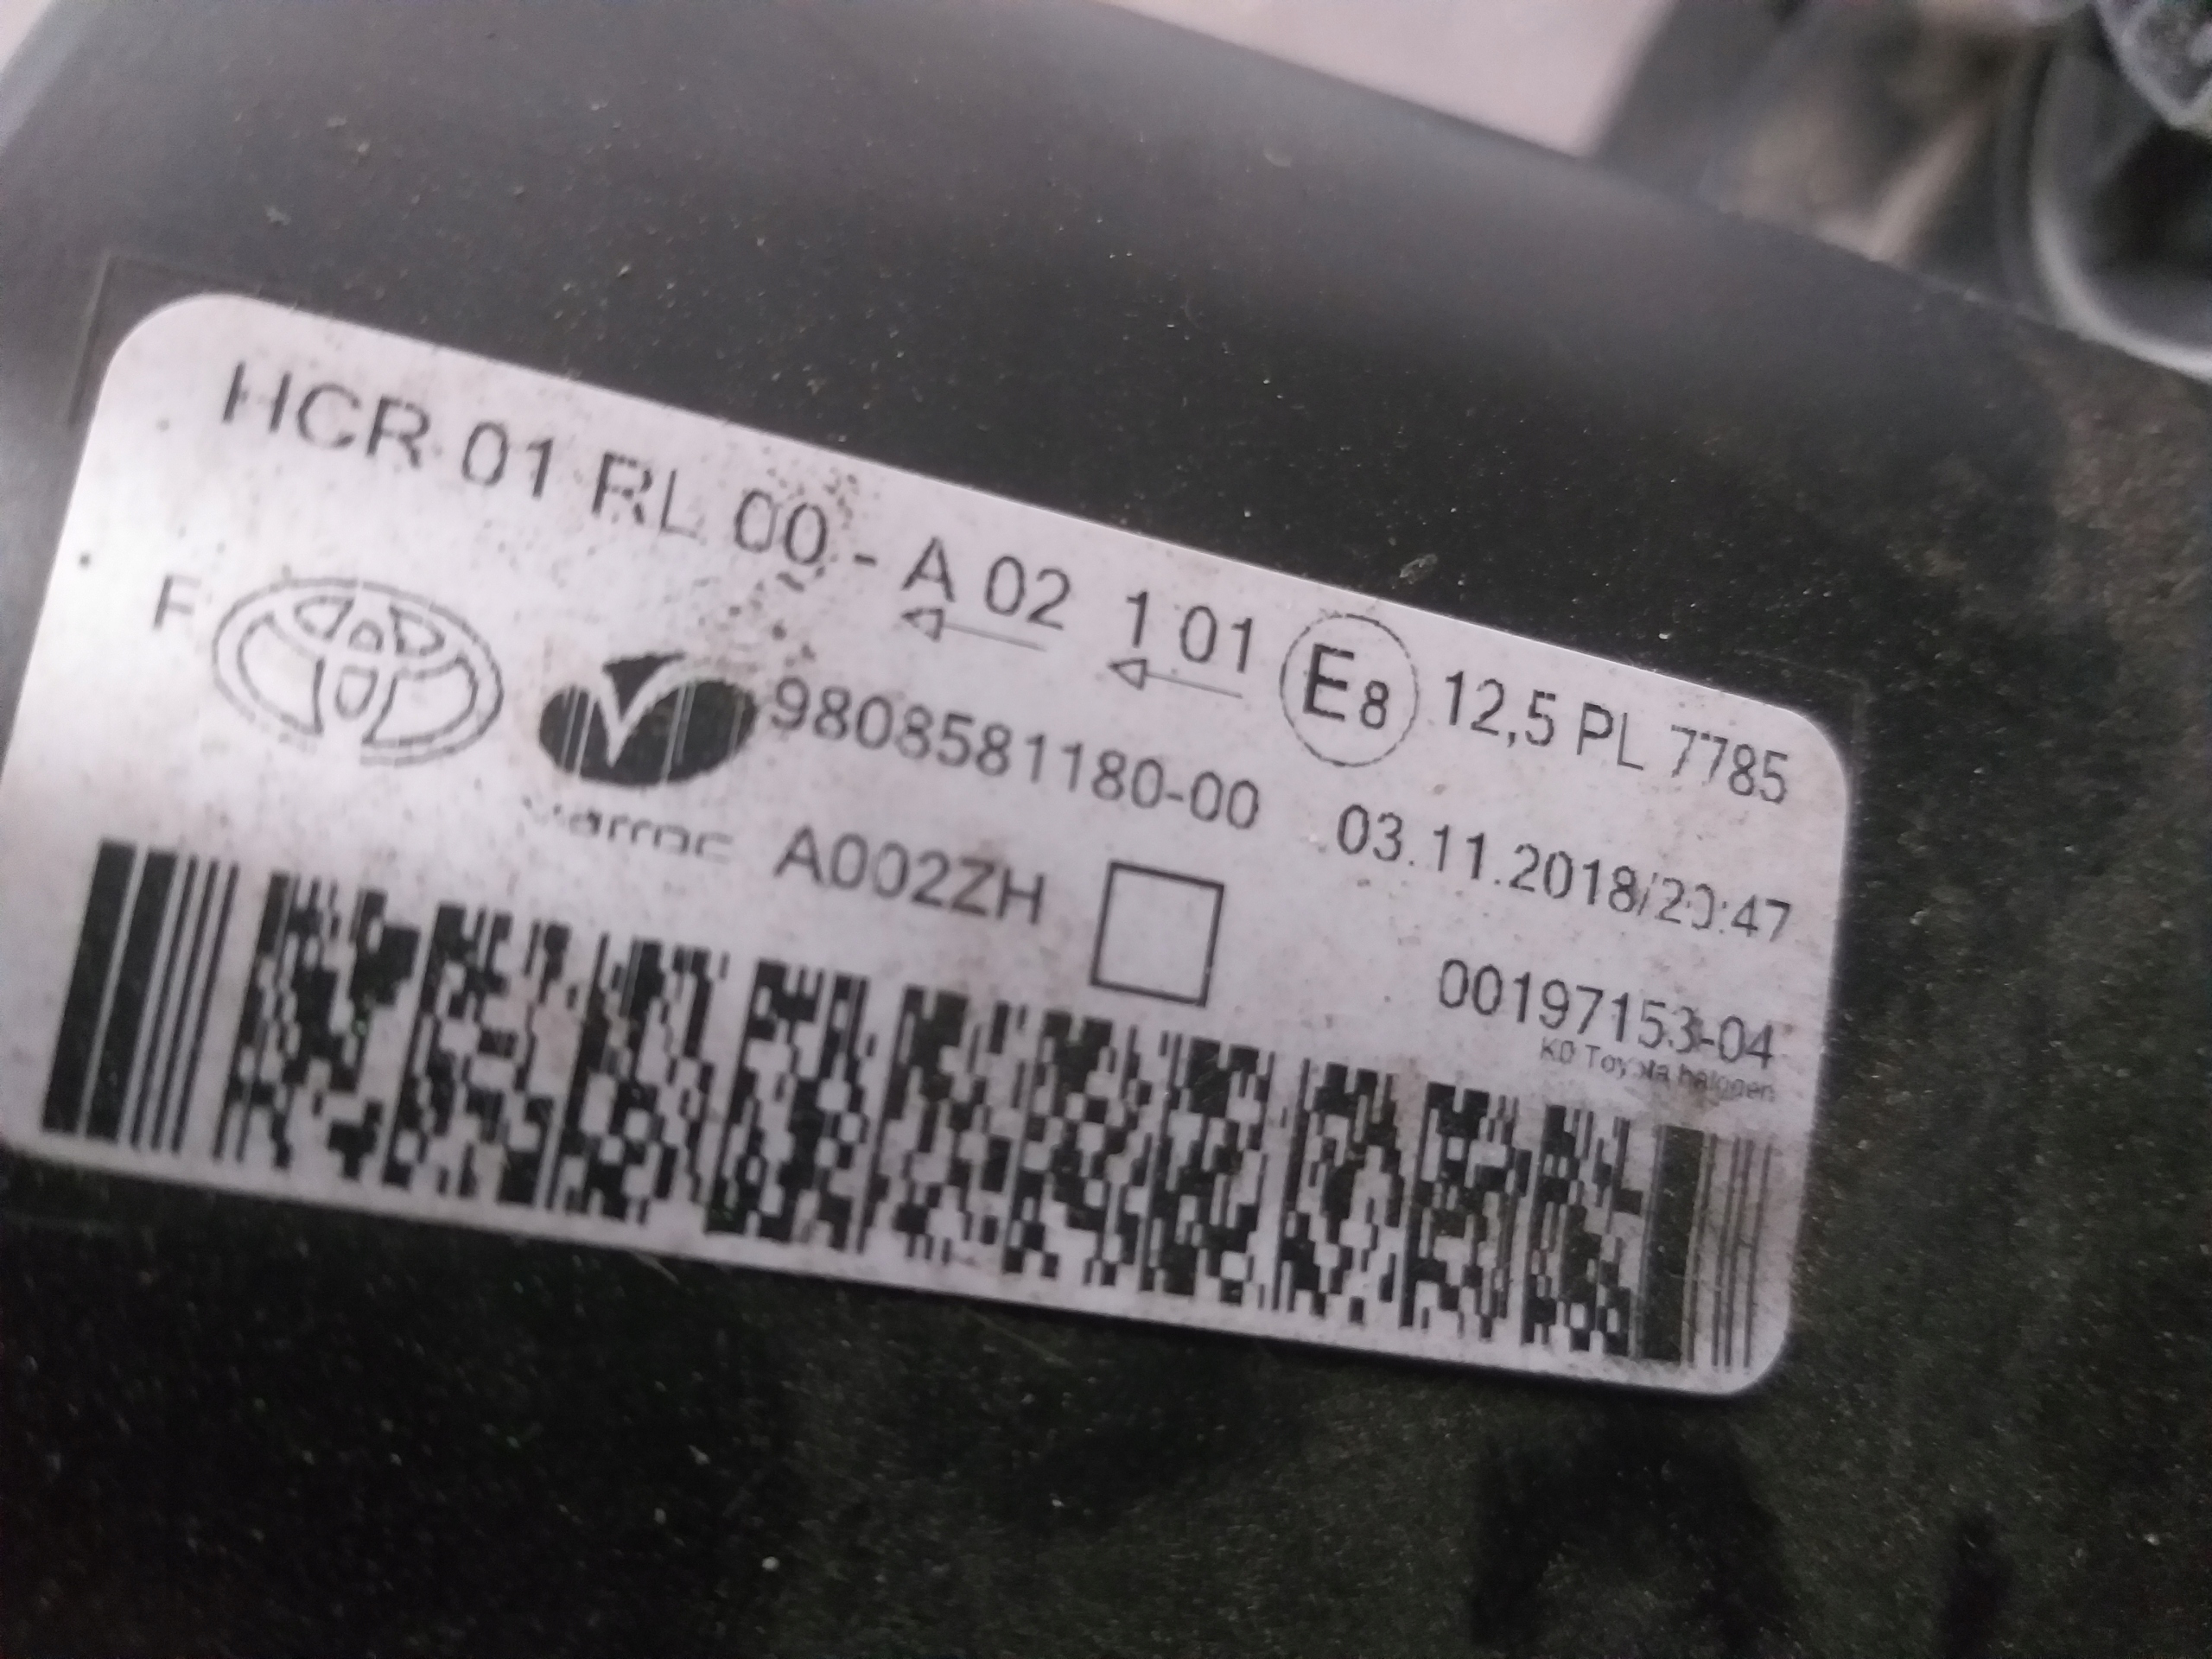 HCR 01 RL 00 - A 02 1 01 E8 12,5 PL 7785
F 9808581180-00 03.11.2018/20:47
varroc A002ZH 00197153-04
K0 Toyota halogen